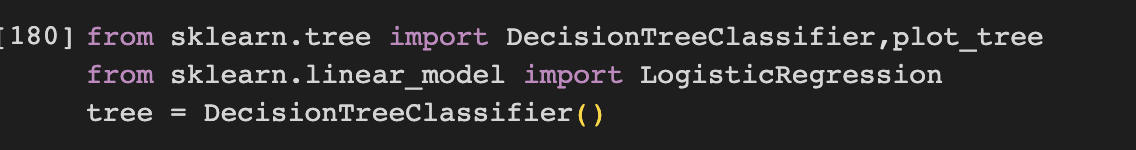 [180] from sklearn.tree import DecisionTreeClassifier,plot_tree
from sklearn.linear_model import LogisticRegression
tree = DecisionTreeClassifier()